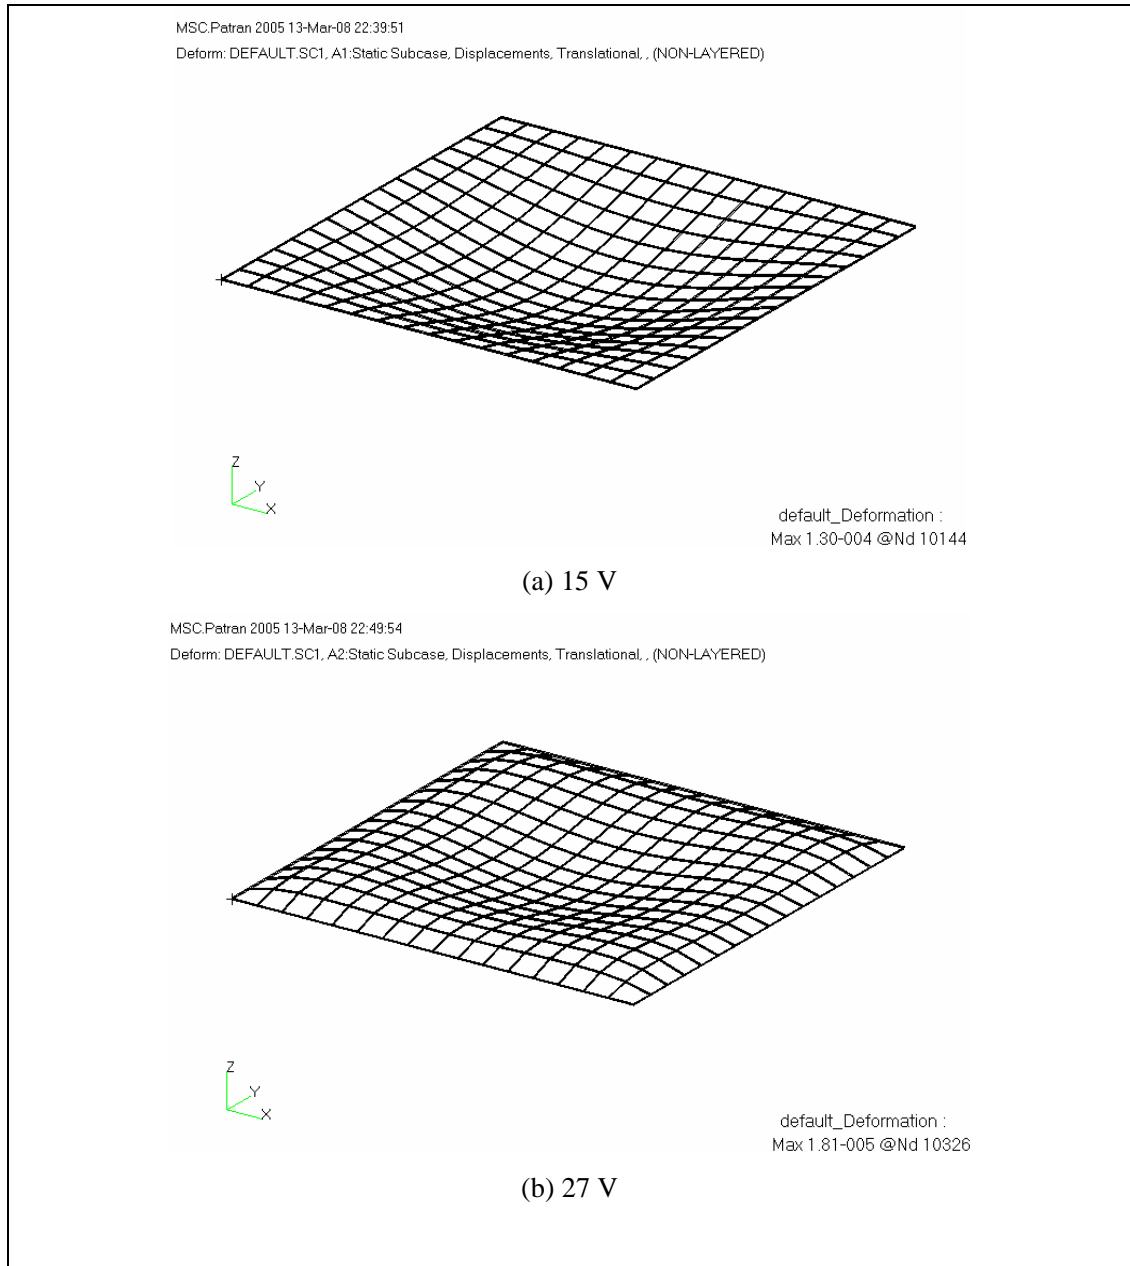 MSC.Patran 2005 13-Mar-08 22:39:51
Deform: DEFAULT.SC1, A1:Static Subcase, Displacements, Translational, , (NON-LAYERED)
Z
Y
X
default_Deformation :
Max 1.30-004 @Nd 10144
(a) 15 V
MSC.Patran 2005 13-Mar-08 22:49:54
Deform: DEFAULT.SC1, A2:Static Subcase, Displacements, Translational, , (NON-LAYERED)
Z
Y
X
default_Deformation :
Max 1.81-005 @Nd 10326
(b) 27 V